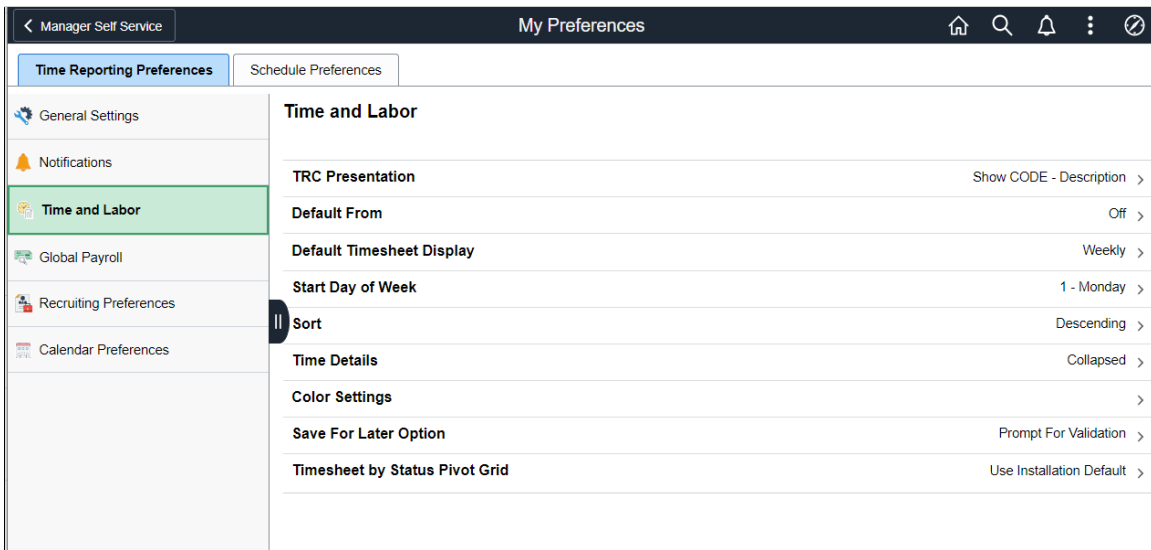 Manager Self Service
My Preferences
Time Reporting Preferences
Schedule Preferences
General Settings
Notifications
Time and Labor
Global Payroll
Recruiting Preferences
Calendar Preferences
Time and Labor
TRC Presentation Show CODE - Description
Default From Off
Default Timesheet Display Weekly
Start Day of Week 1 - Monday
Sort Descending
Time Details Collapsed
Color Settings
Save For Later Option Prompt For Validation
Timesheet by Status Pivot Grid Use Installation Default